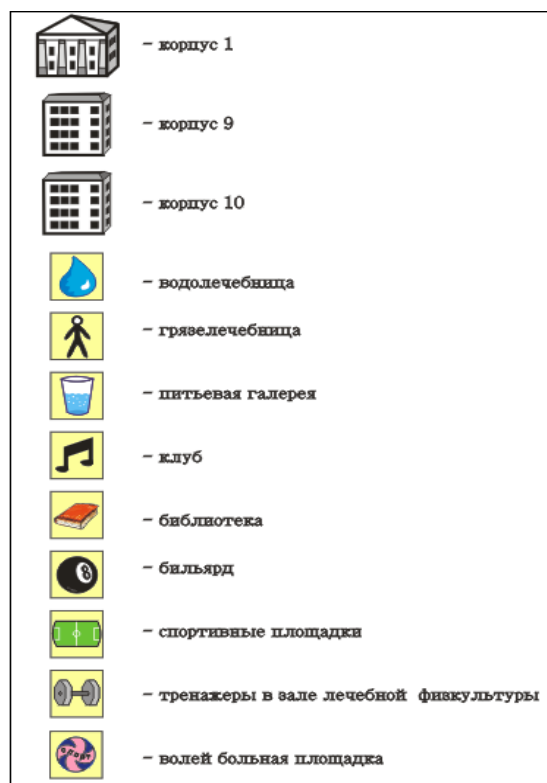 – корпус 1
– корпус 9
– корпус 10
– водолечебница
– грязелечебница
– питьевая галерея
– клуб
– библиотека
– бильярд
– спортивные площадки
– тренажеры в зале лечебной физкультуры
– волей больная площадка